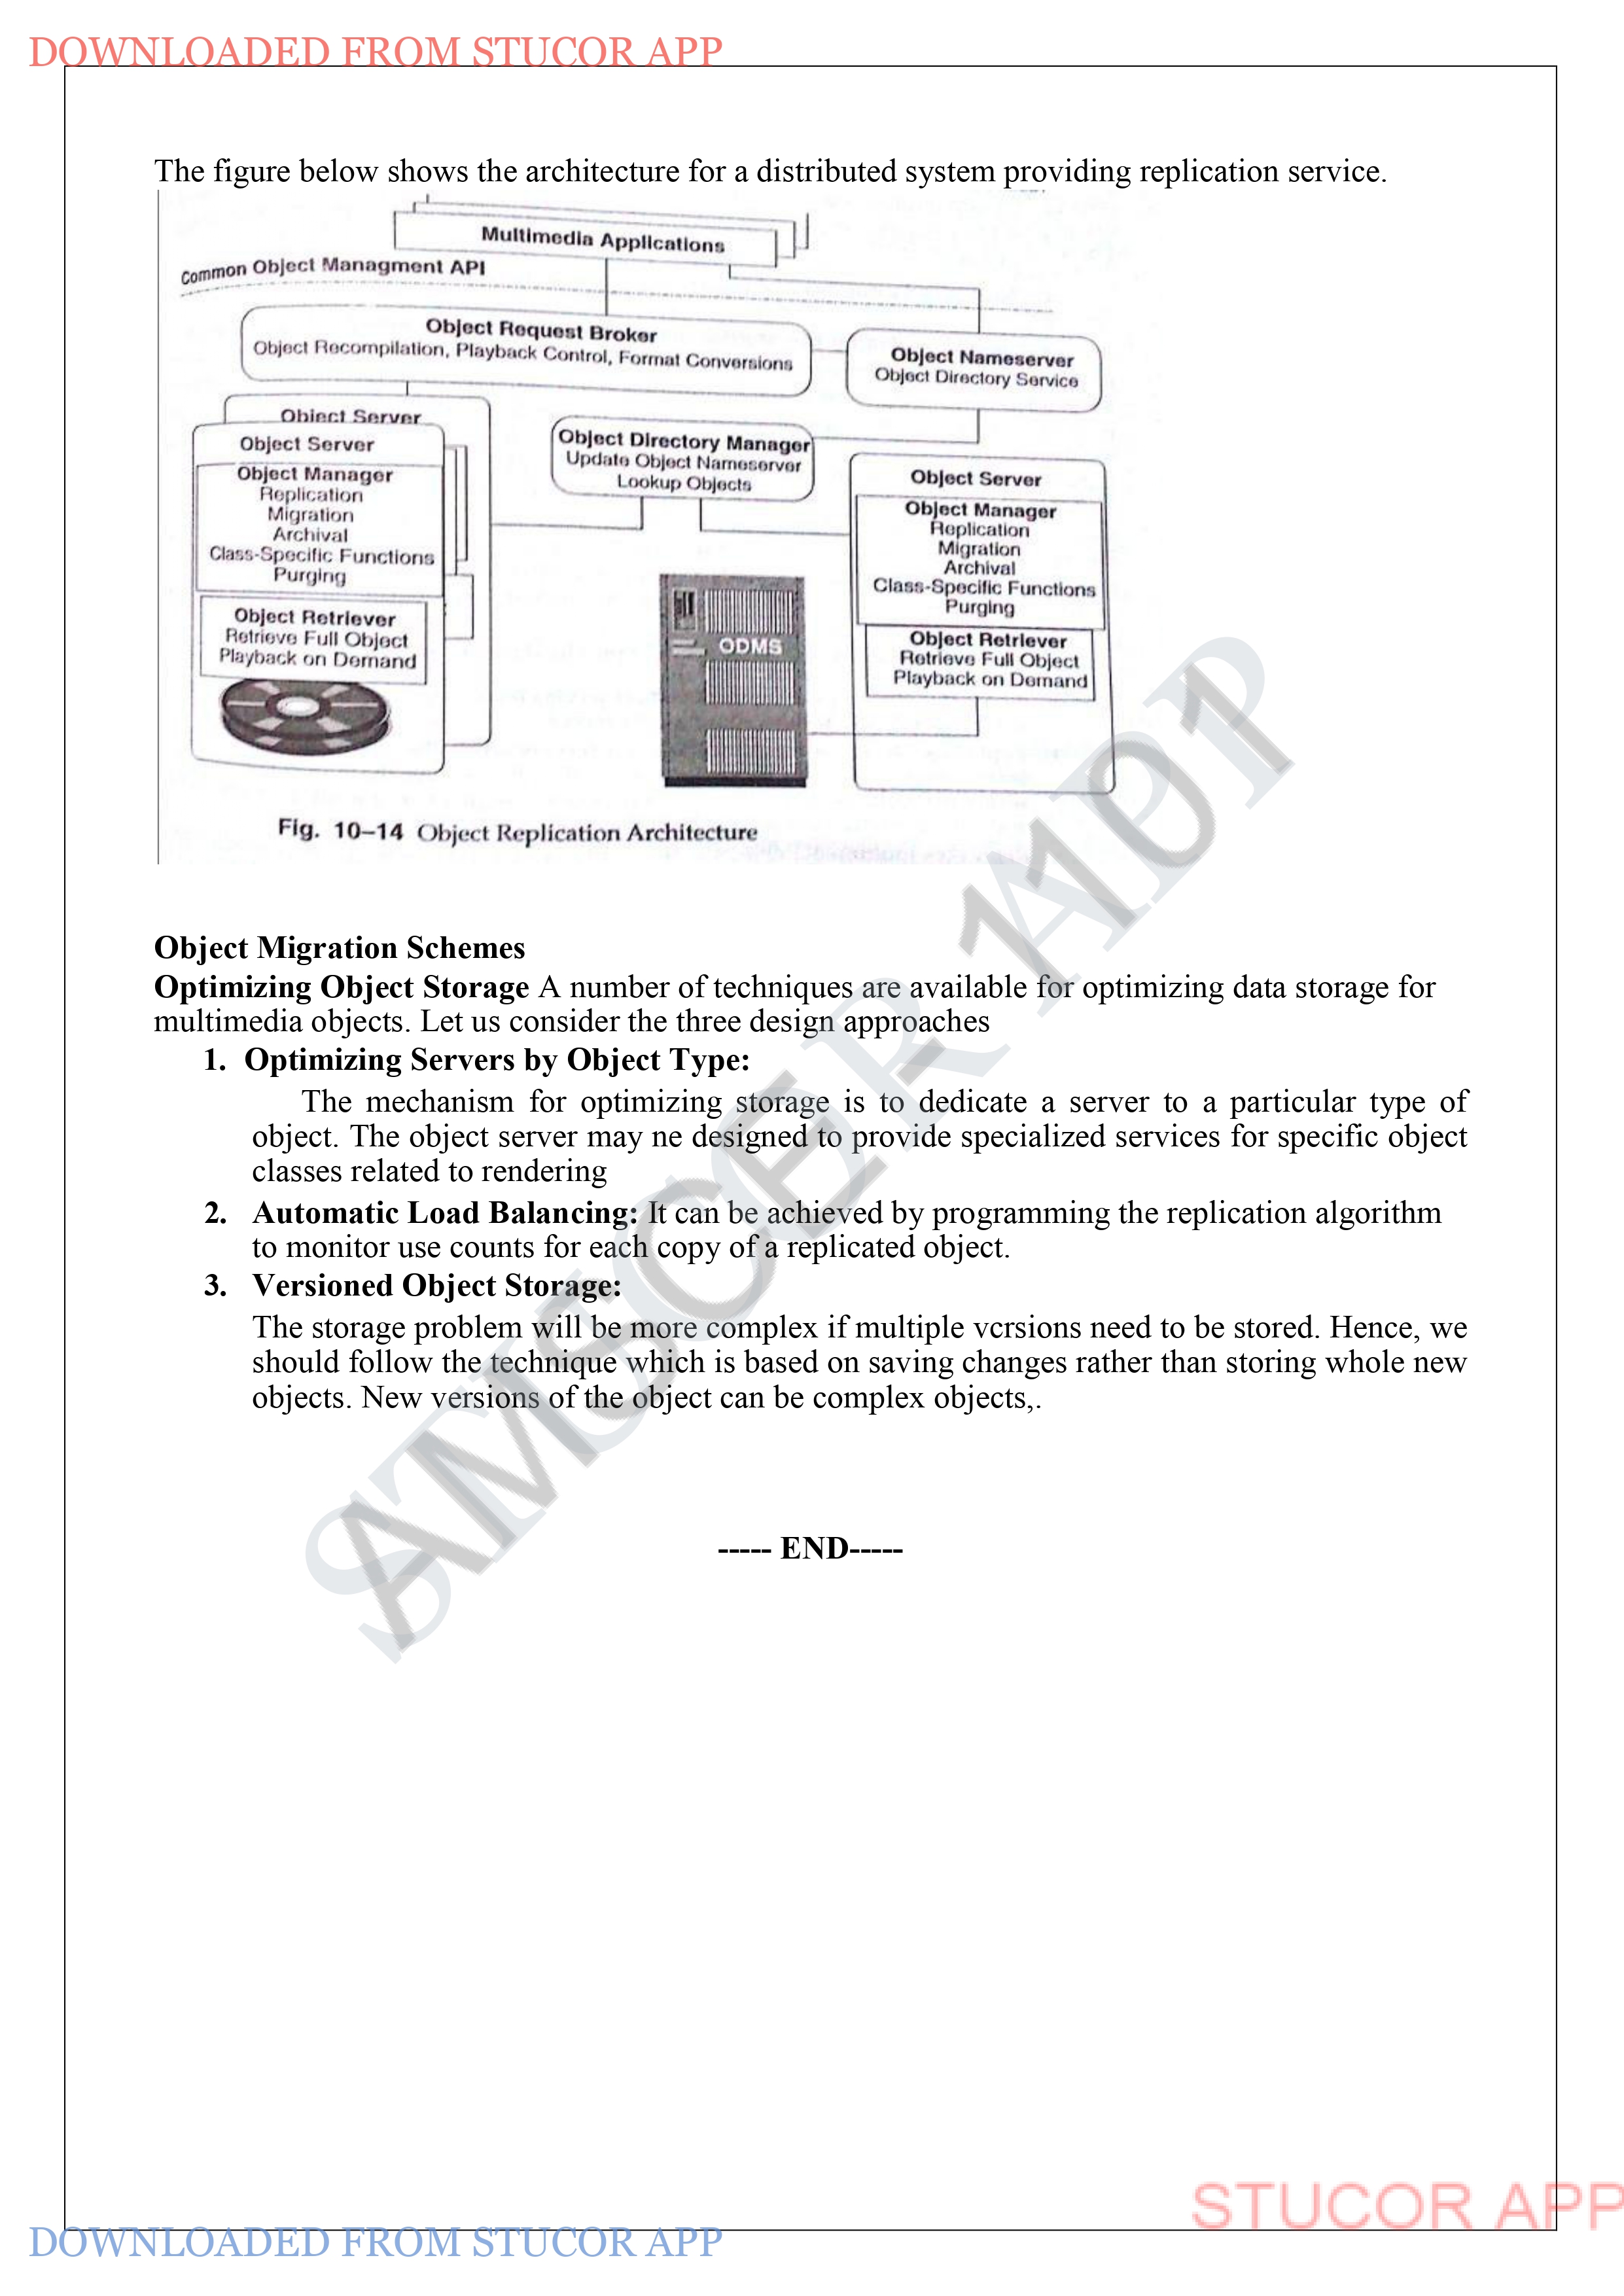 DOWNLOADED FROM STUCOR APP
The figure below shows the architecture for a distributed system providing replication service.
Multimedia Applications
Common Object Managment API
Object Request Broker
Object Recompilation, Playback Control, Format Conversions
Object Nameserver
Object Directory Service
Object Server
Object Server
Object Manager
Replication
Migration
Archival
Class-Specific Functions
Purging
Object Retriever
Retrieve Full Object
Playback on Demand
Object Directory Manager
Update Object Nameserver
Lookup Objects
ODMS
Object Server
Object Manager
Replication
Migration
Archival
Class-Specific Functions
Purging
Object Retriever
Retrieve Full Object
Playback on Demand
Fig. 10–14 Object Replication Architecture
Object Migration Schemes
Optimizing Object Storage A number of techniques are available for optimizing data storage for
multimedia objects. Let us consider the three design approaches
1. Optimizing Servers by Object Type:
The mechanism for optimizing storage is to dedicate a server to a particular type of
object. The object server may ne designed to provide specialized services for specific object
classes related to rendering
2. Automatic Load Balancing: It can be achieved by programming the replication algorithm
to monitor use counts for each copy of a replicated object.
3. Versioned Object Storage:
The storage problem will be more complex if multiple vcrsions need to be stored. Hence, we
should follow the technique which is based on saving changes rather than storing whole new
objects. New versions of the object can be complex objects,.
----- END-----
AMSCE - 1101
STUCOR APP
STUCOR APP
DOWNLOADED FROM STUCOR APP